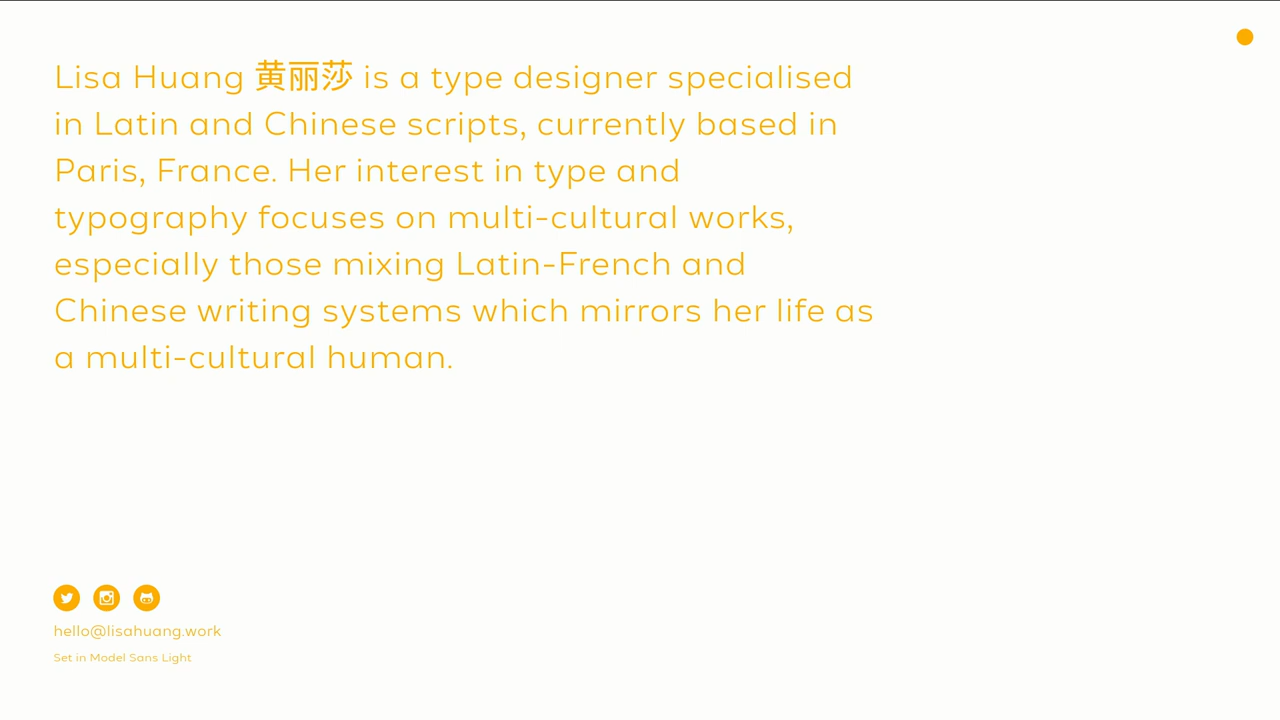 Lisa Huang 黄丽莎 is a type designer specialised
in Latin and Chinese scripts, currently based in
Paris, France. Her interest in type and
typography focuses on multi-cultural works,
especially those mixing Latin-French and
Chinese writing systems which mirrors her life as
a multi-cultural human.
hello@lisahuang.work
Set in Model Sans Light